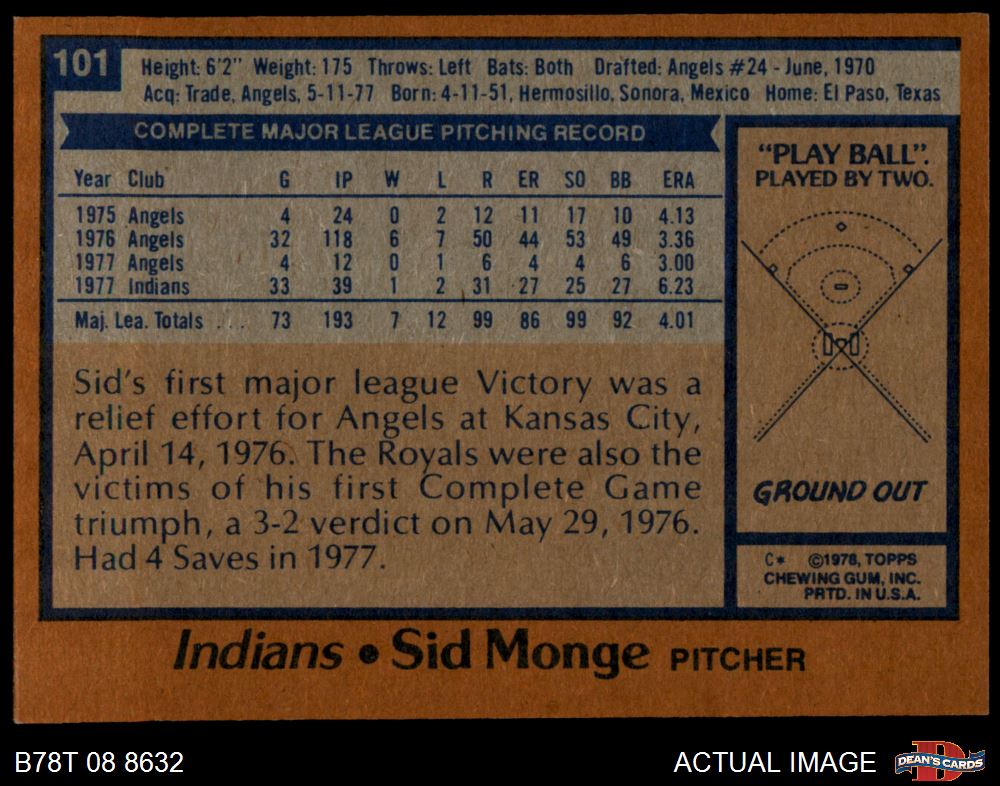 101
Height: 6'2" Weight: 175 Throws: Left Bats: Both Drafted: Angels #24 - June, 1970
Acq: Trade, Angels, 5-11-77 Born: 4-11-51, Hermosillo, Sonora, Mexico Home: El Paso, Texas
COMPLETE MAJOR LEAGUE PITCHING RECORD
Year Club G IP W L R ER SO BB ERA
1975 Angels 4 24 0 2 12 11 17 10 4.13
1976 Angels 32 118 6 7 50 44 53 49 3.36
1977 Angels 4 12 0 1 6 4 4 6 3.00
1977 Indians 33 39 1 2 31 27 25 27 6.23
Maj. Lea. Totals ... 73 193 7 12 99 86 99 92 4.01
Sid's first major league Victory was a
relief effort for Angels at Kansas City,
April 14, 1976. The Royals were also the
victims of his first Complete Game
triumph, a 3-2 verdict on May 29, 1976.
Had 4 Saves in 1977.
"PLAY BALL".
PLAYED BY TWO.
GROUND OUT
C* ©1978, TOPPS
CHEWING GUM, INC.
PRTD. IN U.S.A.
Indians • Sid Monge PITCHER
B78T 08 8632
ACTUAL IMAGE
DEAN'S CARDS